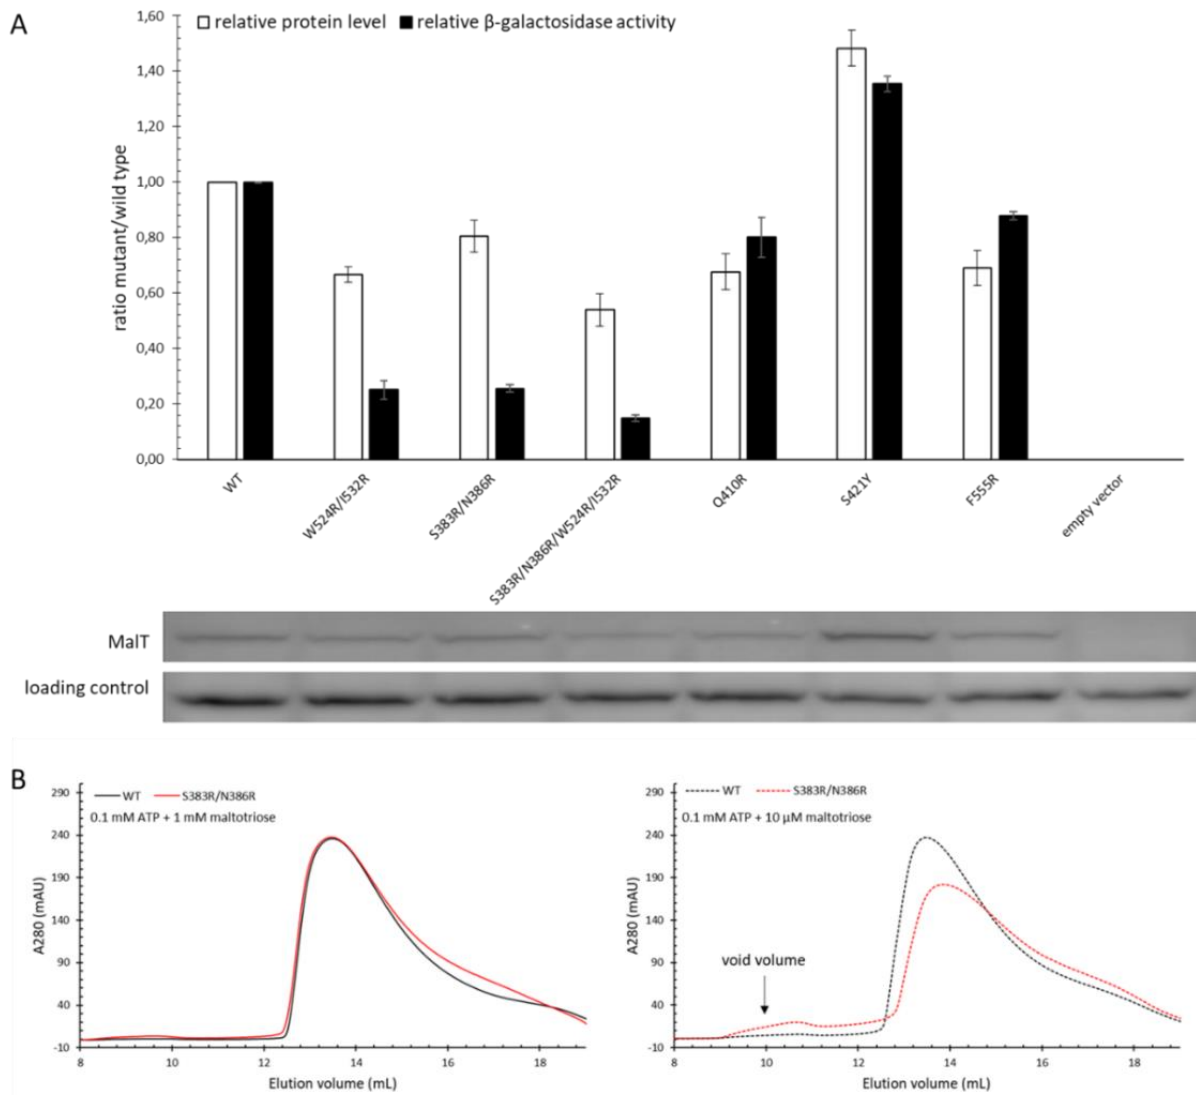 A
relative protein level relative β-galactosidase activity
ratio mutant/wild type
1,60
1,40
1,20
1,00
0,80
0,60
0,40
0,20
0,00
WT
W524R/I532R
S383R/N386R
S383R/N386R/W524R/I532R
Q410R
S421Y
F555R
empty vector
MalT
loading control
B
WT S383R/N386R
0.1 mM ATP + 1 mM maltotriose
A280 (mAU)
290
240
190
140
90
40
-10
8 10 12 14 16 18
Elution volume (mL)
WT S383R/N386R
0.1 mM ATP + 10 µM maltotriose
void volume
A280 (mAU)
290
240
190
140
90
40
-10
8 10 12 14 16 18
Elution volume (mL)